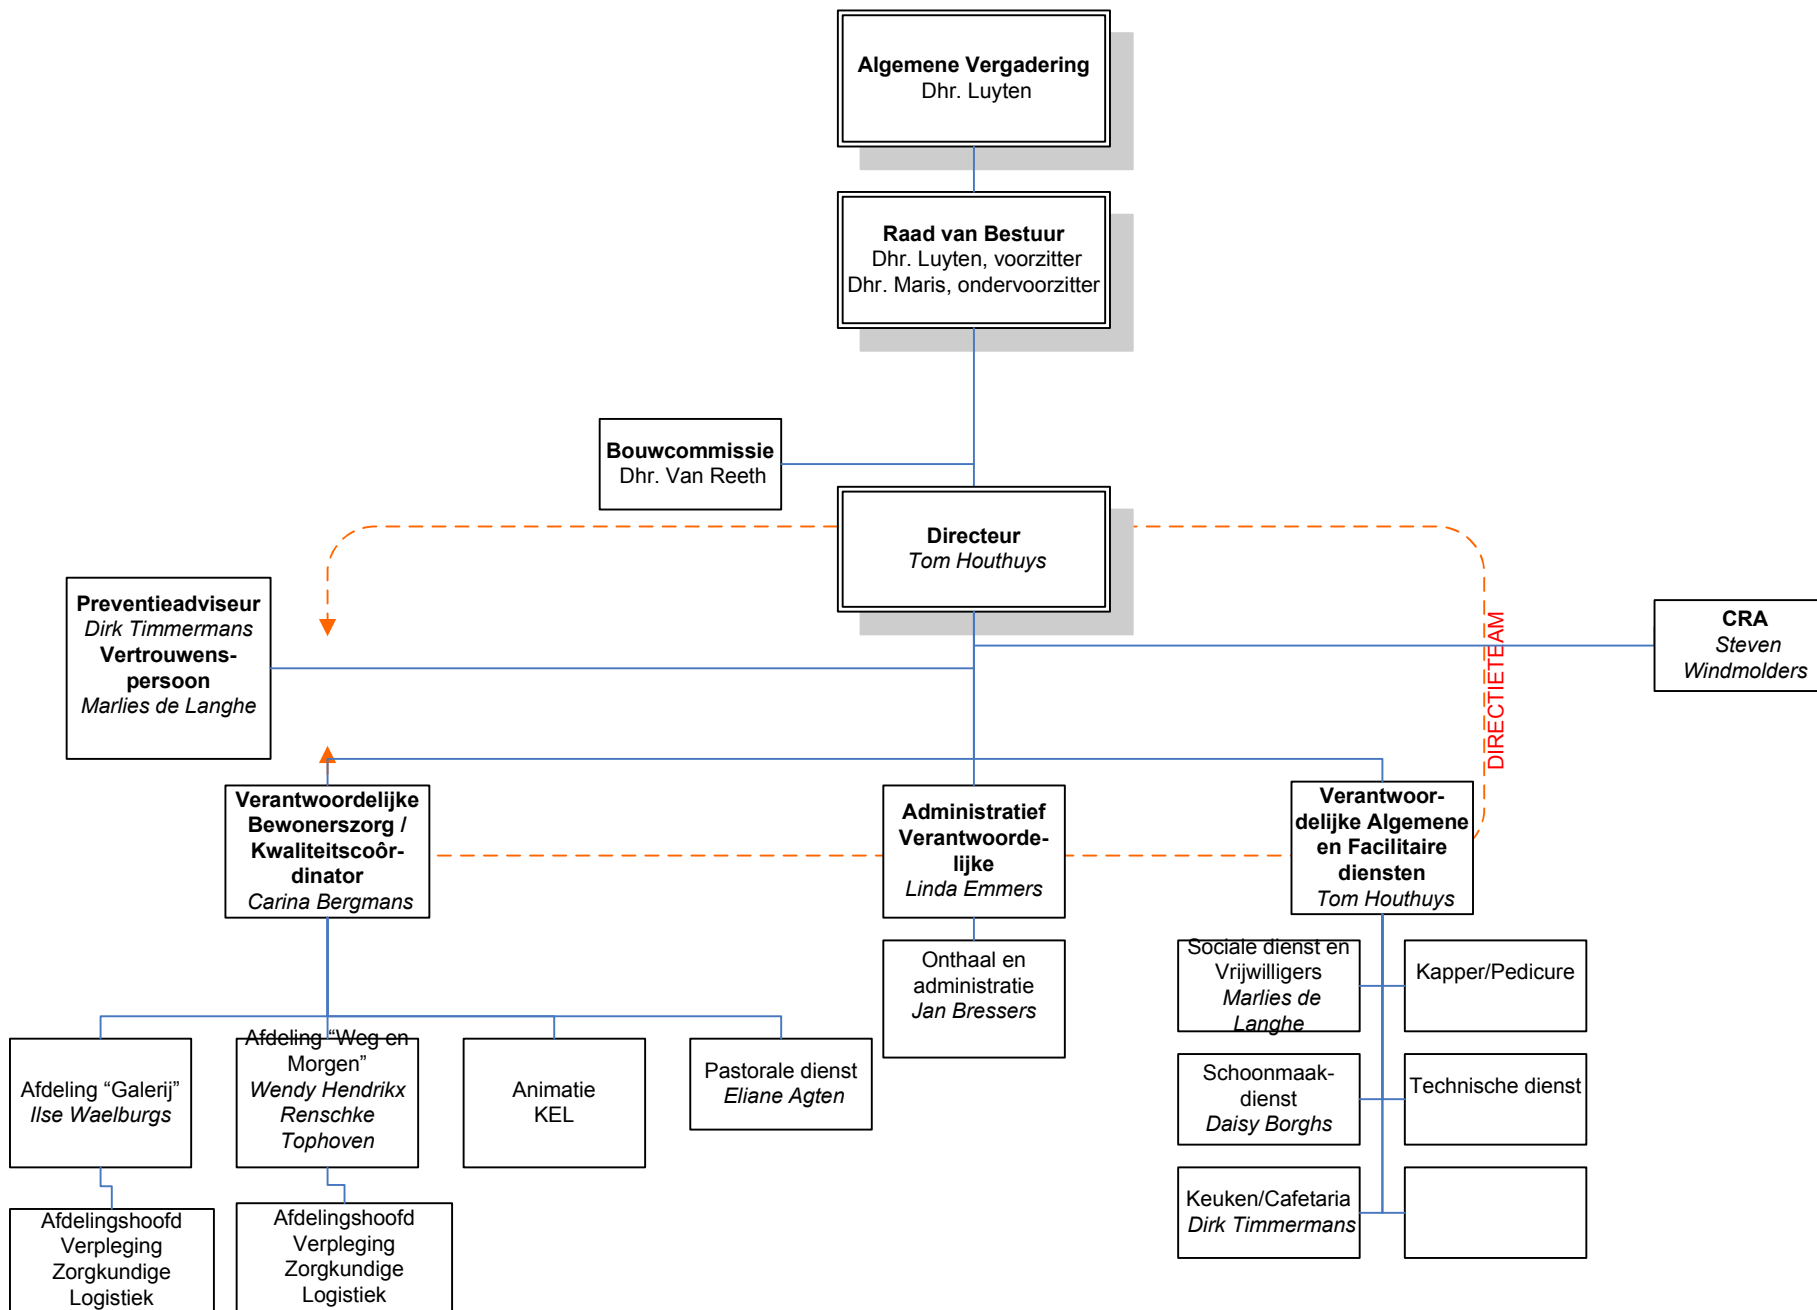 Algemene Vergadering
Dhr. Luyten
Raad van Bestuur
Dhr. Luyten, voorzitter
Dhr. Maris, ondervoorzitter
Bouwcommissie
Dhr. Van Reeth
Directeur
Tom Houthuys
Preventieadviseur
Dirk Timmermans
Vertrouwens-
persoon
Marlies de Langhe
CRA
Steven
Windmolders
DIRECTIETEAM
Verantwoordelijke
Bewonerszorg /
Kwaliteitscoôr-
dinator
Carina Bergmans
Administratief
Verantwoorde-
lijke
Linda Emmers
Verantwoor-
delijke Algemene
en Facilitaire
diensten
Tom Houthuys
Onthaal en
administratie
Jan Bressers
Sociale dienst en
Vrijwilligers
Marlies de
Langhe
Kapper/Pedicure
Afdeling “Galerij”
Ilse Waelburgs
Afdeling “Weg en
Morgen”
Wendy Hendrikx
Renschke
Tophoven
Animatie
KEL
Pastorale dienst
Eliane Agten
Schoonmaak-
dienst
Daisy Borghs
Technische dienst
Keuken/Cafetaria
Dirk Timmermans
Afdelingshoofd
Verpleging
Zorgkundige
Logistiek
Afdelingshoofd
Verpleging
Zorgkundige
Logistiek